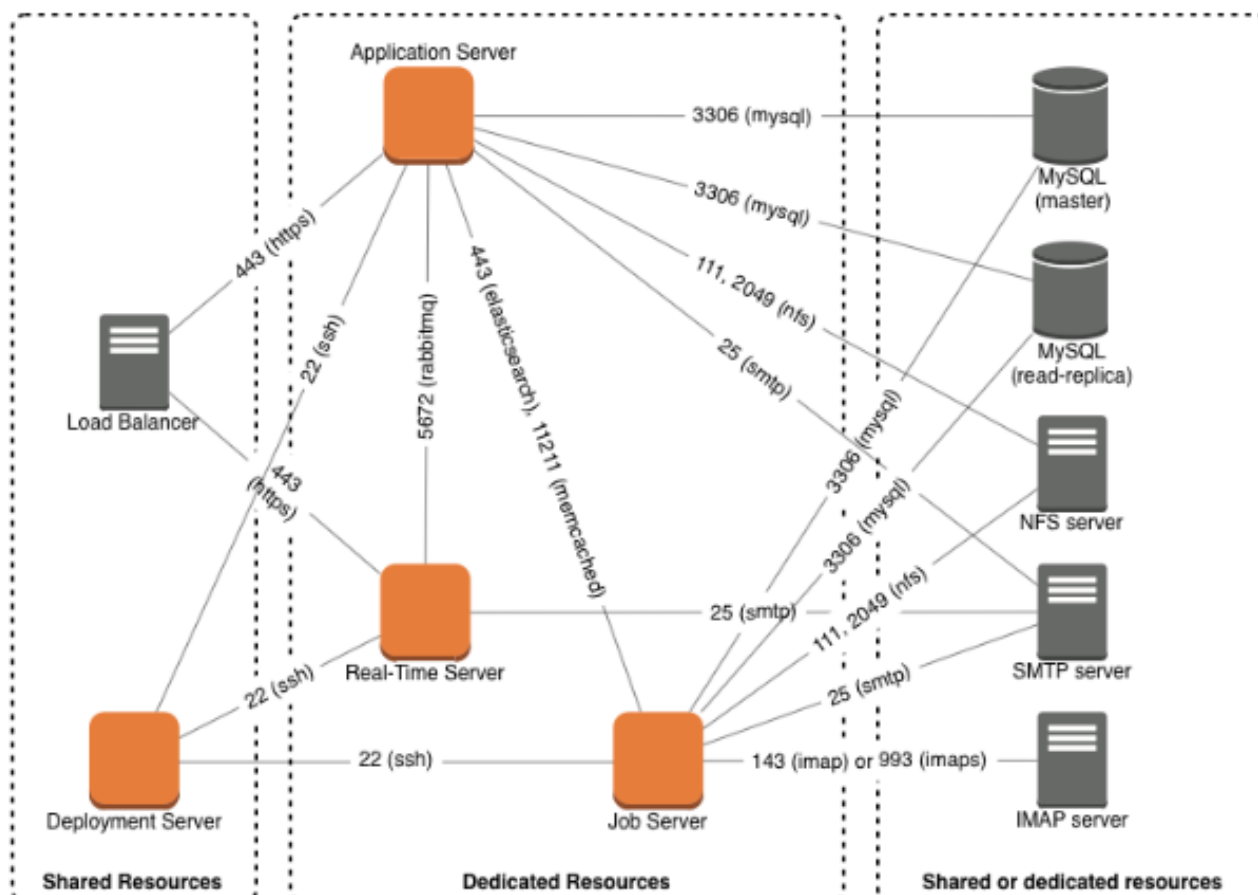 Application Server
3306 (mysql)
MySQL
(master)
3306 (mysql)
443 (https)
111, 2049 (nfs)
MySQL
(read-replica)
22 (ssh)
5672 (rabbitmq)
443 (elasticsearch), 11211 (memcached)
25 (smtp)
Load Balancer
3306 (mysql)
443
(https)
3306 (mysql)
NFS server
111, 2049 (nfs)
25 (smtp)
Real-Time Server
SMTP server
22 (ssh)
25 (smtp)
22 (ssh)
143 (imap) or 993 (imaps)
Deployment Server
Job Server
IMAP server
Shared Resources
Dedicated Resources
Shared or dedicated resources